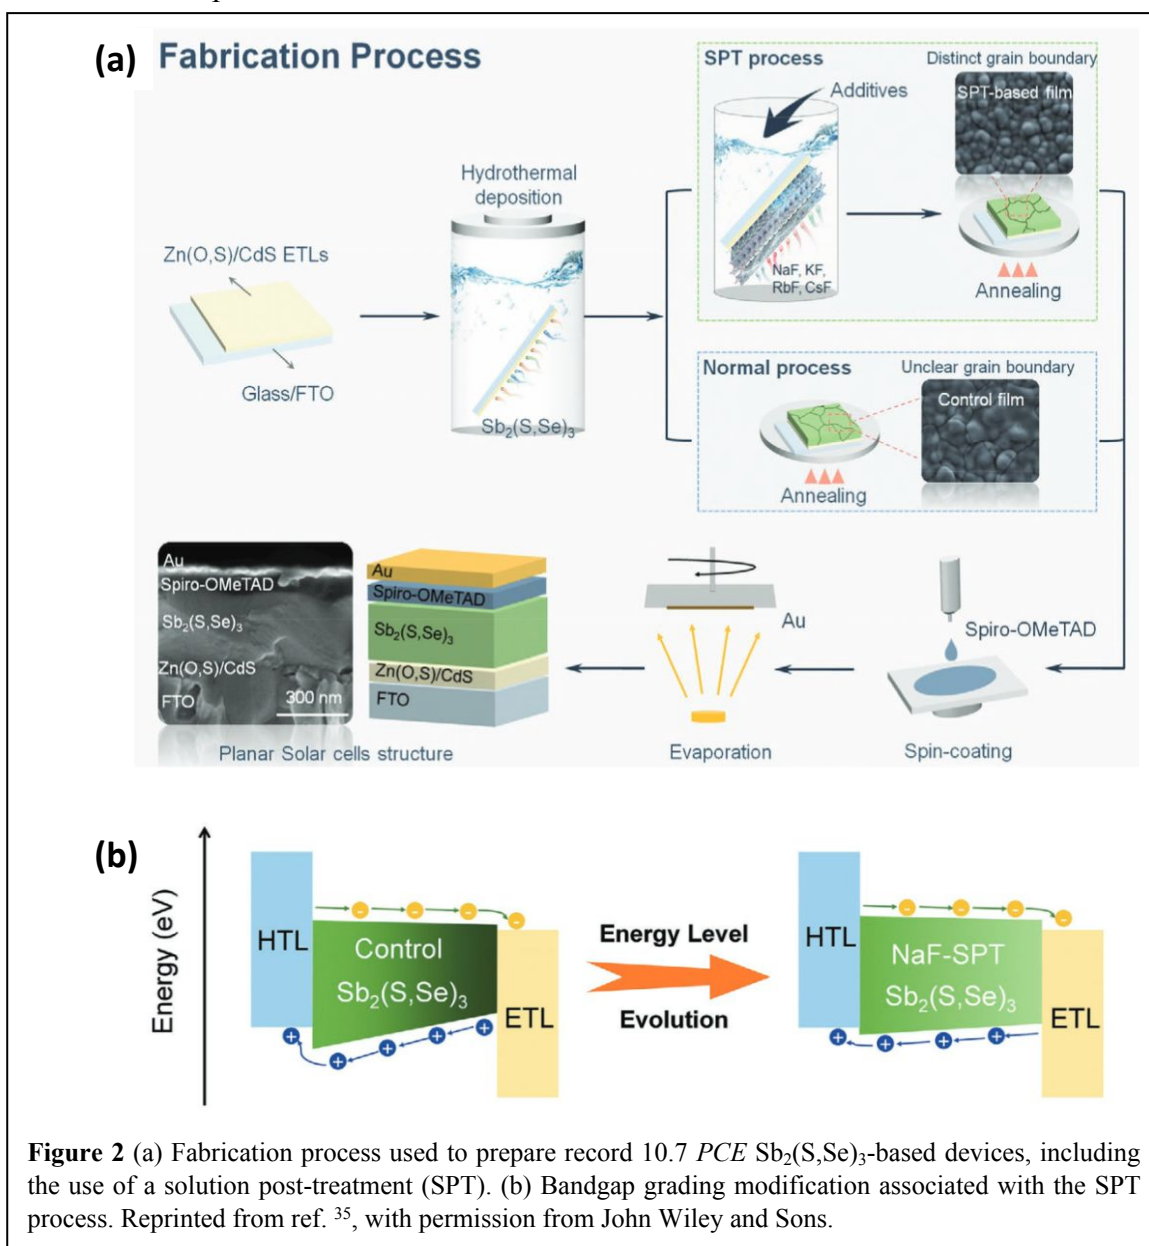 (a) Fabrication Process
SPT process
Distinct grain boundary
Additives
SPT-based film
NaF, KF,
RbF, CsF
Annealing
Hydrothermal
deposition
Zn(O,S)/CdS ETLs
Glass/FTO
Sb₂(S,Se)₃
Normal process
Unclear grain boundary
Control film
Annealing
Au
Spiro-OMeTAD
Sb₂(S,Se)₃
Zn(O,S)/CdS
FTO
300 nm
Au
Spiro-OMeTAD
Sb₂(S,Se)₃
Zn(O,S)/CdS
FTO
Planar Solar cells structure
Au
Evaporation
Spiro-OMeTAD
Spin-coating
(b)
Energy (eV)
HTL
Control
Sb₂(S,Se)₃
ETL
Energy Level
Evolution
HTL
NaF-SPT
Sb₂(S,Se)₃
ETL
Figure 2 (a) Fabrication process used to prepare record 10.7 PCE Sb₂(S,Se)₃-based devices, including
the use of a solution post-treatment (SPT). (b) Bandgap grading modification associated with the SPT
process. Reprinted from ref. ³⁵, with permission from John Wiley and Sons.